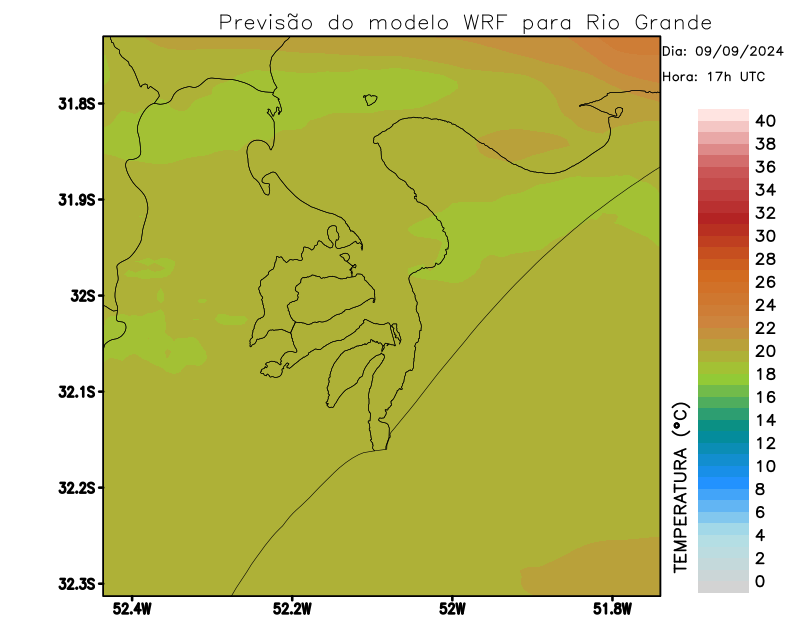 Previsão do modelo WRF para Rio Grande
Dia: 09/09/2024
Hora: 17h UTC
31.8S
31.9S
32S
32.1S
32.2S
32.3S
52.4W
52.2W
52W
51.8W
TEMPERATURA (°C)
40
38
36
34
32
30
28
26
24
22
20
18
16
14
12
10
8
6
4
2
0